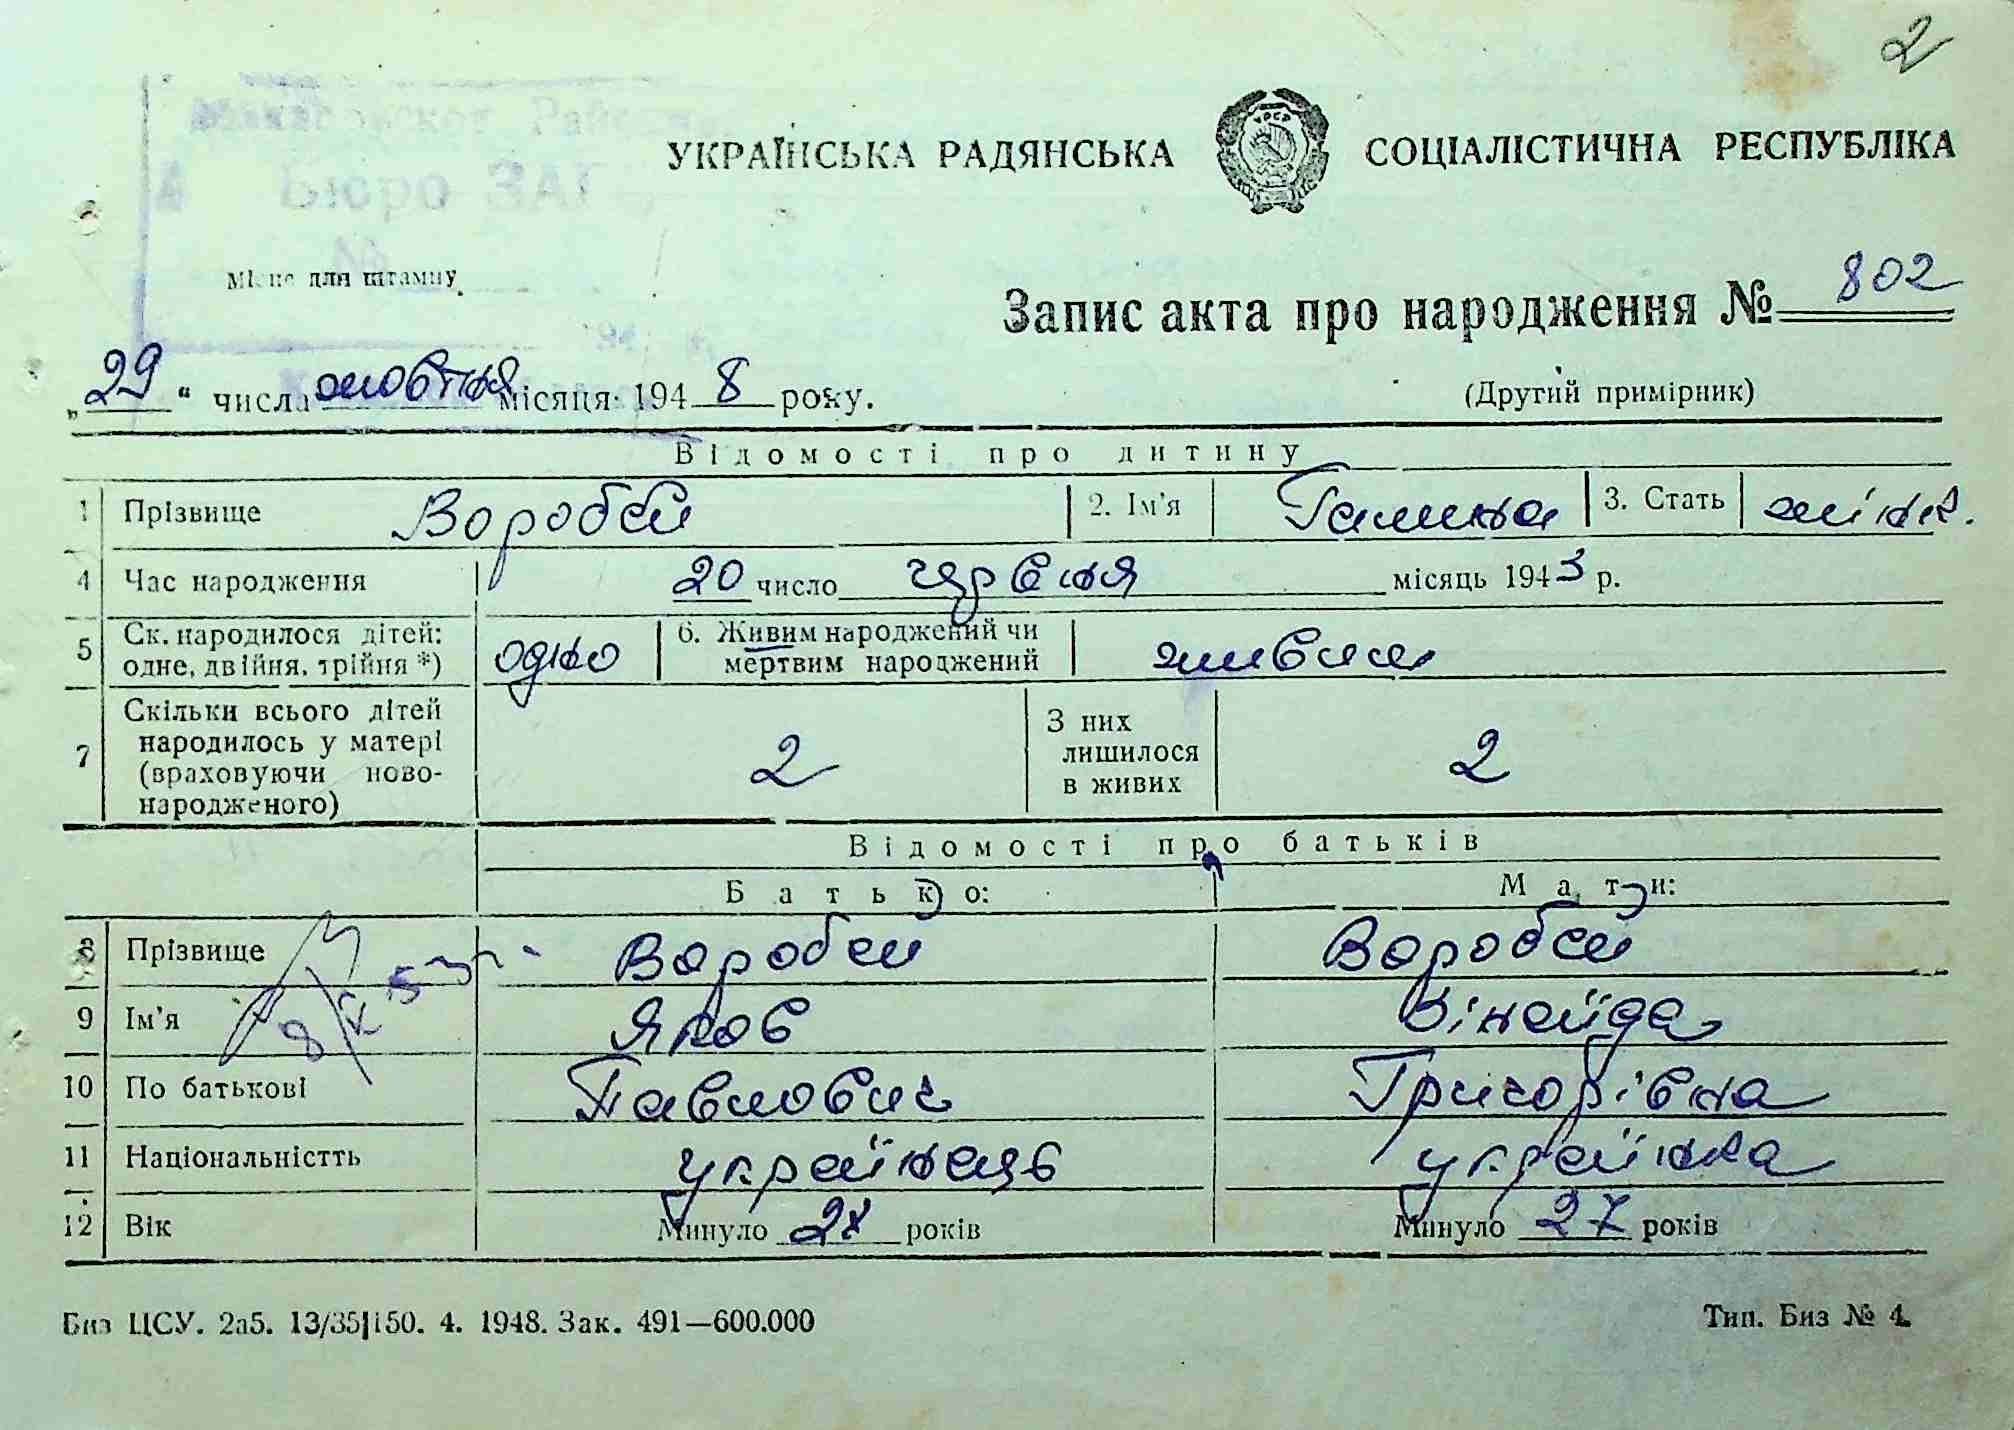 2
Бюро ЗАГ
№
УКРАЇНСЬКА РАДЯНСЬКА СОЦІАЛІСТИЧНА РЕСПУБЛІКА
Місце для штампу
Запис акта про народження № 802
„29“ числа жовтня місяця 1948 року.
(Другий примірник)
Відомості про дитину
1 Прізвище Воробей 2. Ім'я Галина 3. Стать жіноч.
4 Час народження 20 число червня місяць 1943 р.
5 Ск. народилося дітей: одне, двійня, трійня *) одно 6. Живим народжений чи мертвим народжений живим
7 Скільки всього дітей народилось у матері (враховуючи новонародженого) 2 З них лишилося в живих 2
Відомості про батьків
Батько: Мати:
8 Прізвище Воробей Воробей
9 Ім'я Яков Зінаїда
10 По батькові Павлович Григорівна
11 Національністть українець українка
12 Вік Минуло 27 років Минуло 27 років
Биз ЦСУ. 2а5. 13/35|150. 4. 1948. Зак. 491—600.000 Тип. Биз № 4.